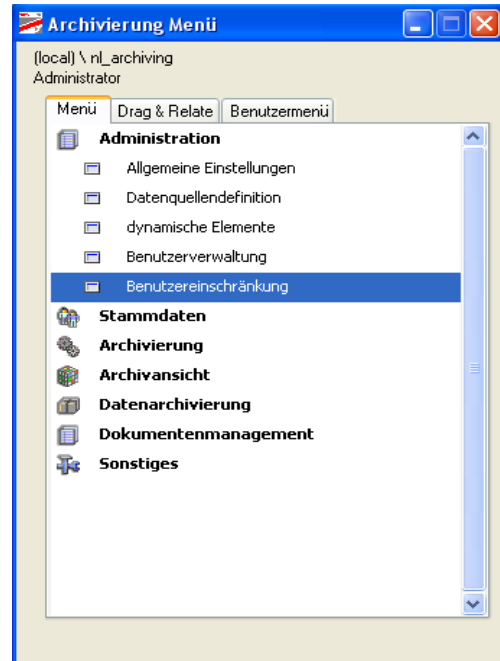 Archivierung Menü
(local) \ nl_archiving
Administrator
Menü Drag & Relate Benutzermenü
Administration
Allgemeine Einstellungen
Datenquellendefinition
dynamische Elemente
Benutzerverwaltung
Benutzereinschränkung
Stammdaten
Archivierung
Archivansicht
Datenarchivierung
Dokumentenmanagement
Sonstiges